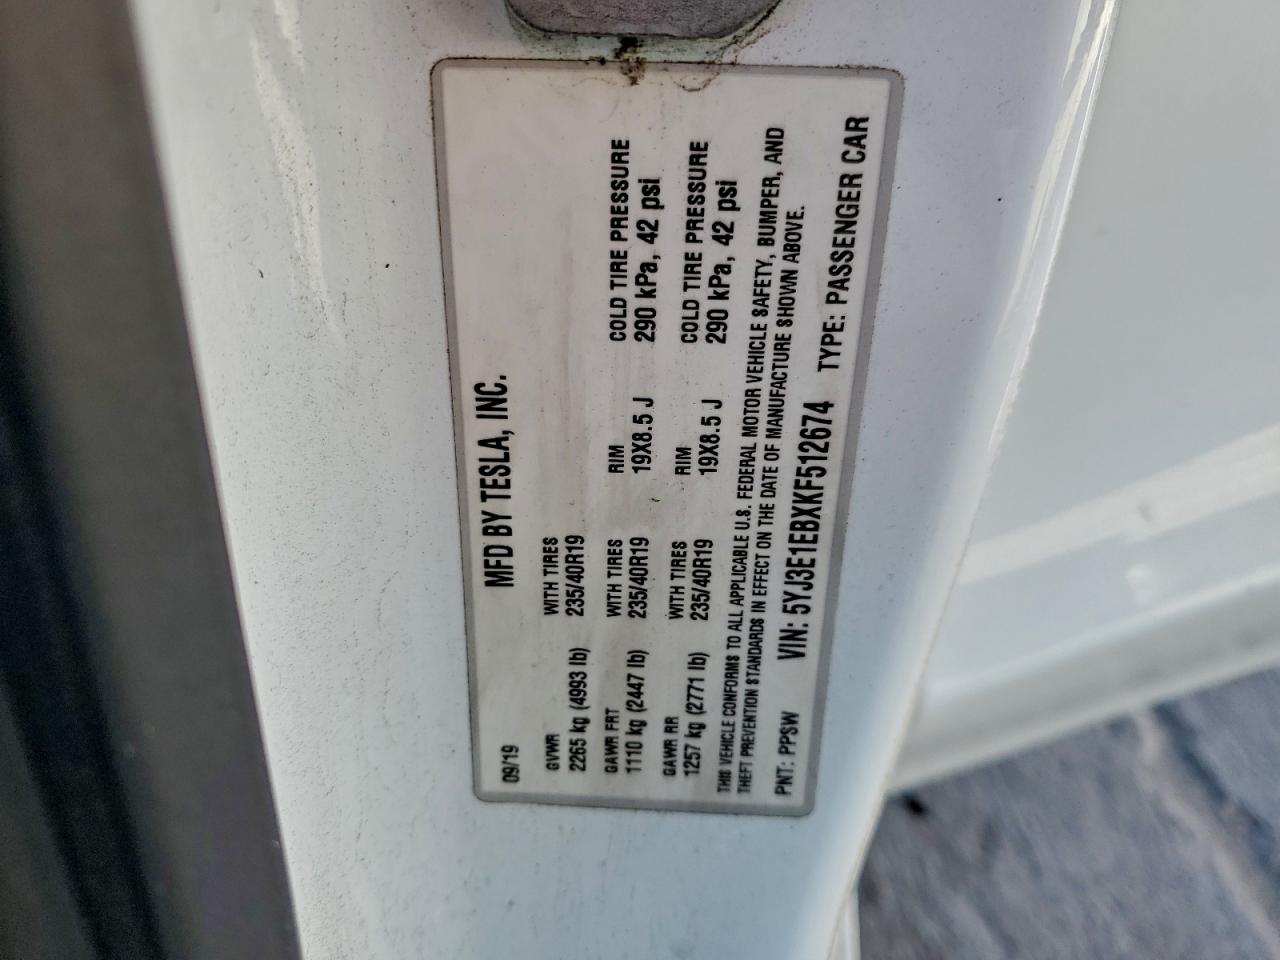 MFD BY TESLA, INC.
09/19
GVWR WITH TIRES
2265 kg (4993 lb) 235/40R19
GAWR FRT WITH TIRES RIM COLD TIRE PRESSURE
1110 kg (2447 lb) 235/40R19 19X8.5 J 290 kPa, 42 psi
GAWR RR WITH TIRES RIM COLD TIRE PRESSURE
1257 kg (2771 lb) 235/40R19 19X8.5 J 290 kPa, 42 psi
THIS VEHICLE CONFORMS TO ALL APPLICABLE U.S. FEDERAL MOTOR VEHICLE SAFETY, BUMPER, AND
THEFT PREVENTION STANDARDS IN EFFECT ON THE DATE OF MANUFACTURE SHOWN ABOVE.
PNT: PPSW VIN: 5YJ3E1EBXKF512674 TYPE: PASSENGER CAR